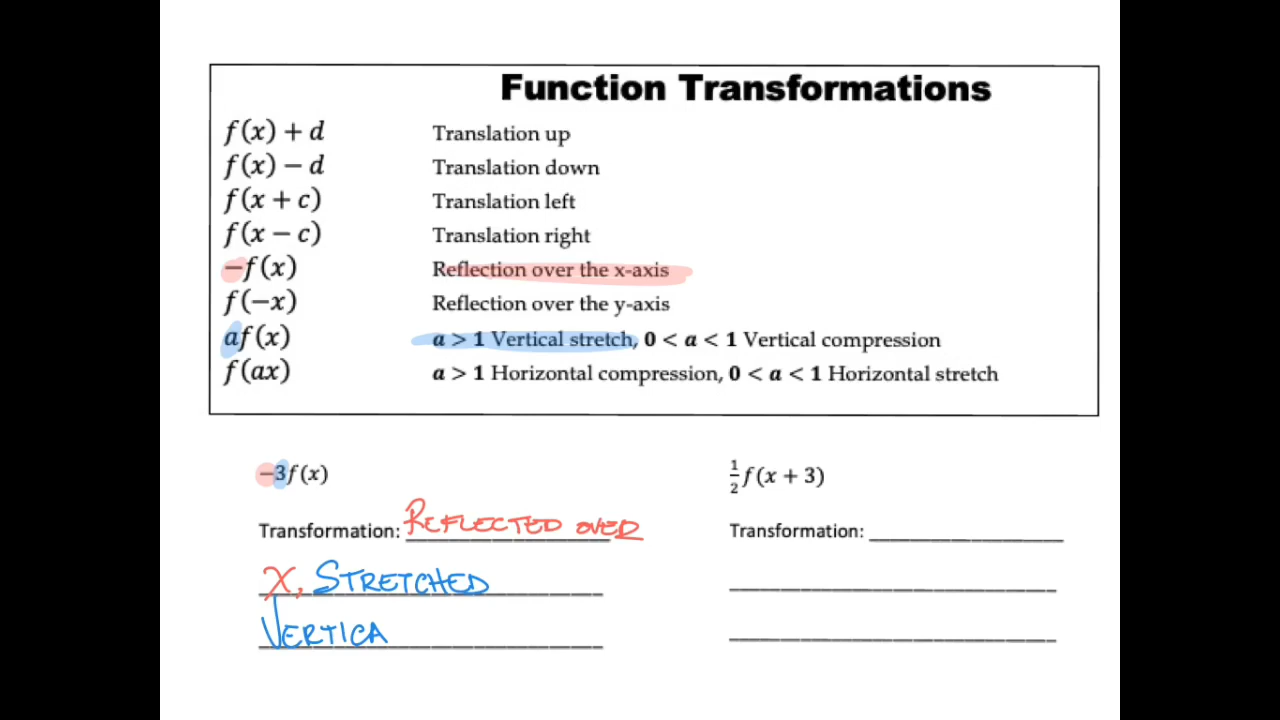 Function Transformations
f(x) + d Translation up
f(x) − d Translation down
f(x + c) Translation left
f(x − c) Translation right
−f(x) Reflection over the x-axis
f(−x) Reflection over the y-axis
af(x) a > 1 Vertical stretch, 0 < a < 1 Vertical compression
f(ax) a > 1 Horizontal compression, 0 < a < 1 Horizontal stretch
−3f(x)
Transformation: REFLECTED OVER
X, STRETCHED
VERTICA
½f(x + 3)
Transformation: